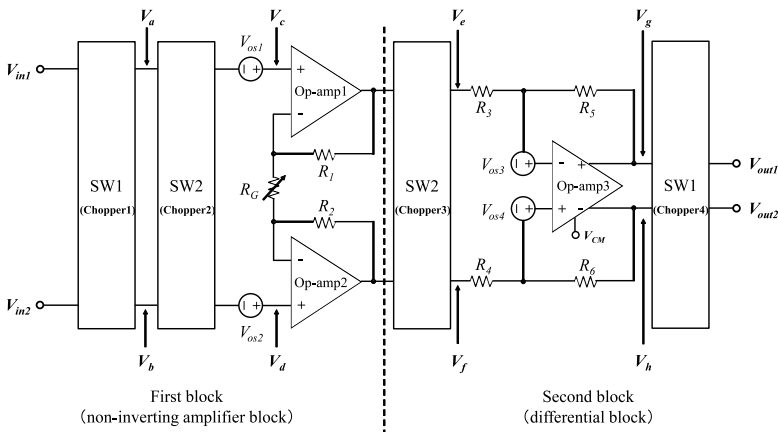 V_a V_c V_e V_g
V_os1
V_in1
Op-amp1
+
-
R_3 R_5
R_1
V_os3
- +
+ -
Op-amp3
SW1
(Chopper1)
SW2
(Chopper2)
R_G
SW2
(Chopper3)
SW1
(Chopper4)
V_out1
V_out2
R_2
V_os4
V_CM
-
+
Op-amp2
R_4 R_6
V_in2
V_os2
V_b V_d V_f V_h
First block
(non-inverting amplifier block)
Second block
(differential block)